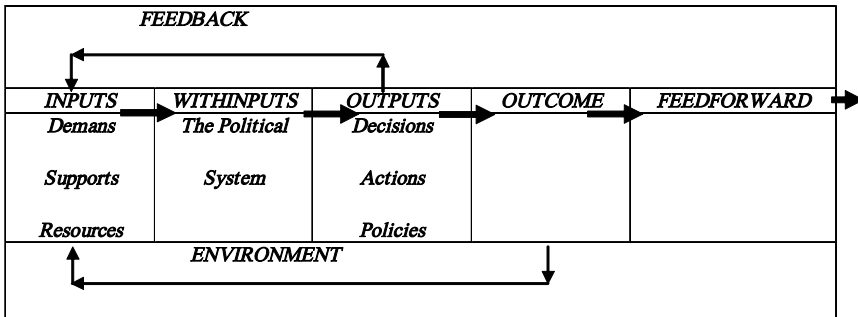 FEEDBACK
INPUTS WITHINPUTS OUTPUTS OUTCOME FEEDFORWARD
Demans The Political Decisions
Supports System Actions
Resources Policies
ENVIRONMENT